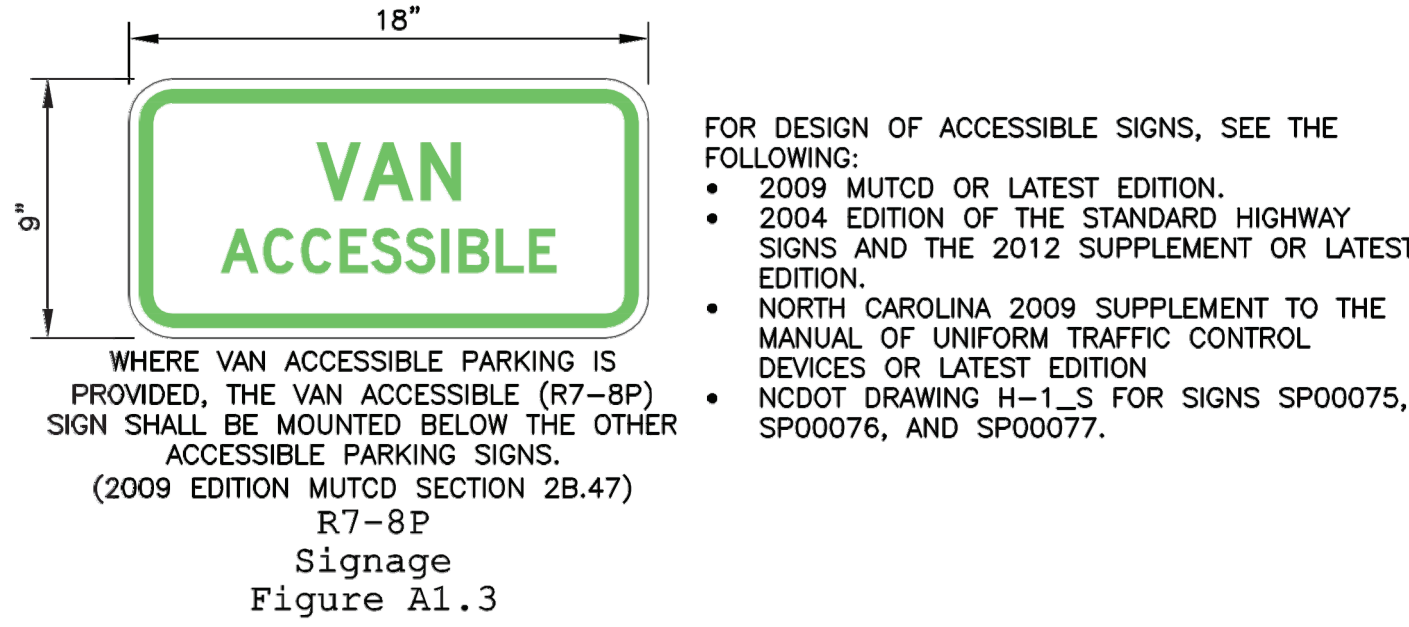 18”
9”
VAN
ACCESSIBLE
WHERE VAN ACCESSIBLE PARKING IS
PROVIDED, THE VAN ACCESSIBLE (R7-8P)
SIGN SHALL BE MOUNTED BELOW THE OTHER
ACCESSIBLE PARKING SIGNS.
(2009 EDITION MUTCD SECTION 2B.47)
R7-8P
Signage
Figure A1.3
FOR DESIGN OF ACCESSIBLE SIGNS, SEE THE
FOLLOWING:
• 2009 MUTCD OR LATEST EDITION.
• 2004 EDITION OF THE STANDARD HIGHWAY
SIGNS AND THE 2012 SUPPLEMENT OR LATEST
EDITION.
• NORTH CAROLINA 2009 SUPPLEMENT TO THE
MANUAL OF UNIFORM TRAFFIC CONTROL
DEVICES OR LATEST EDITION
• NCDOT DRAWING H-1_S FOR SIGNS SP00075,
SP00076, AND SP00077.